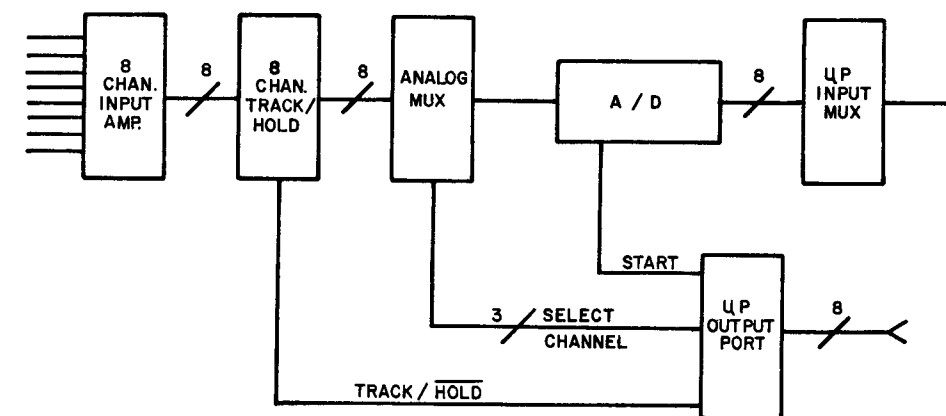 8
CHAN.
INPUT
AMP.
8
8
CHAN.
TRACK/
HOLD
8
ANALOG
MUX
A / D
8
µP
INPUT
MUX
START
3
SELECT
CHANNEL
TRACK / HOLD
µP
OUTPUT
PORT
8